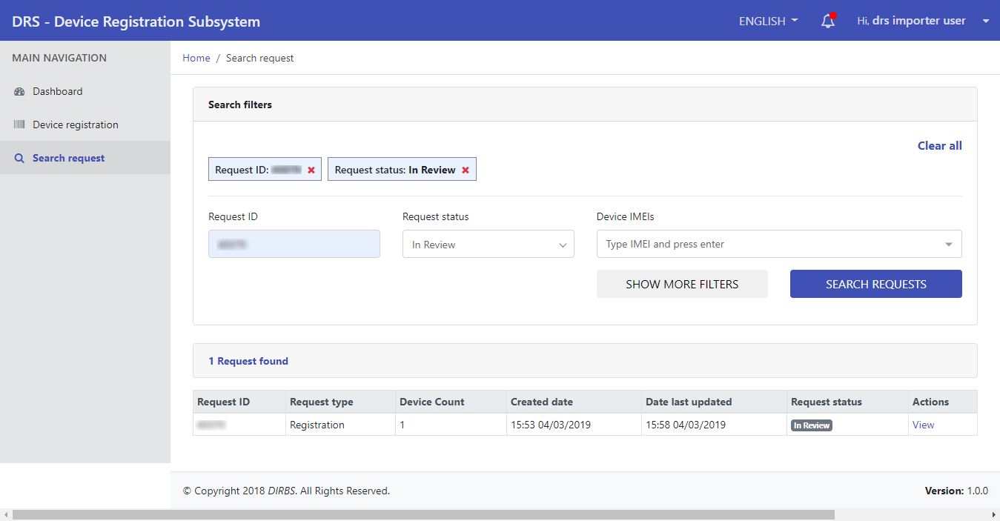 DRS - Device Registration Subsystem
ENGLISH
Hi, drs importer user
MAIN NAVIGATION
Dashboard
Device registration
Search request
Home / Search request
Search filters
Clear all
Request ID:
Request status: In Review
Request ID
Request status
Device IMEIs
In Review
Type IMEI and press enter
SHOW MORE FILTERS
SEARCH REQUESTS
1 Request found
Request ID Request type Device Count Created date Date last updated Request status Actions
Registration 1 15:53 04/03/2019 15:58 04/03/2019 In Review View
© Copyright 2018 DIRBS. All Rights Reserved.
Version: 1.0.0